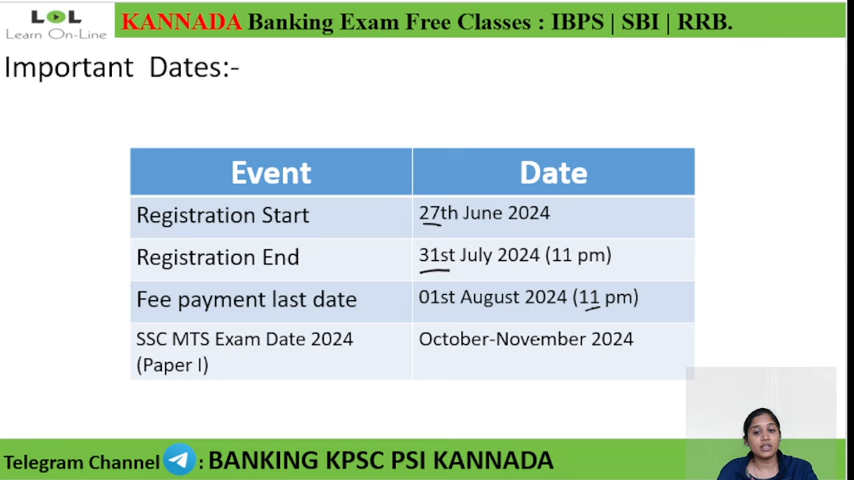 LOL
Learn On-Line
KANNADA Banking Exam Free Classes : IBPS | SBI | RRB.
Important Dates:-
Event Date
Registration Start 27th June 2024
Registration End 31st July 2024 (11 pm)
Fee payment last date 01st August 2024 (11 pm)
SSC MTS Exam Date 2024 October-November 2024
(Paper I)
Telegram Channel : BANKING KPSC PSI KANNADA